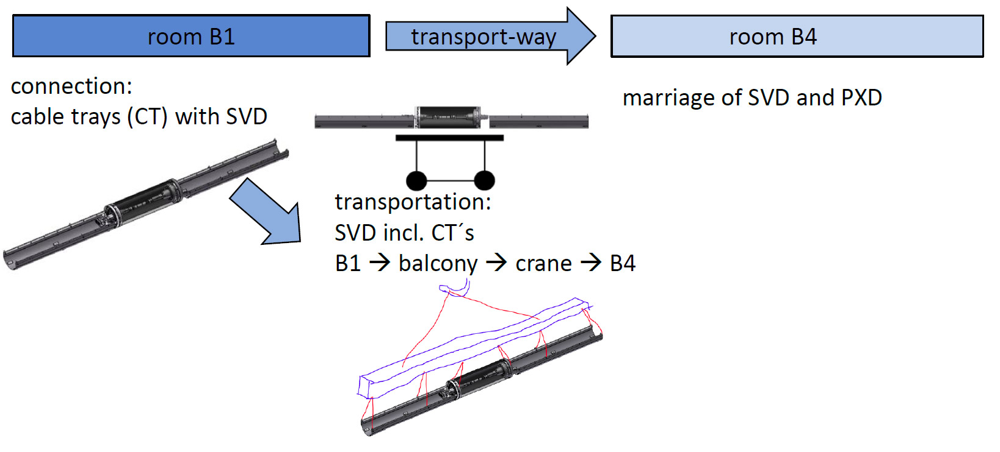 room B1
transport-way
room B4
connection:
cable trays (CT) with SVD
marriage of SVD and PXD
transportation:
SVD incl. CT´s
B1 → balcony → crane → B4